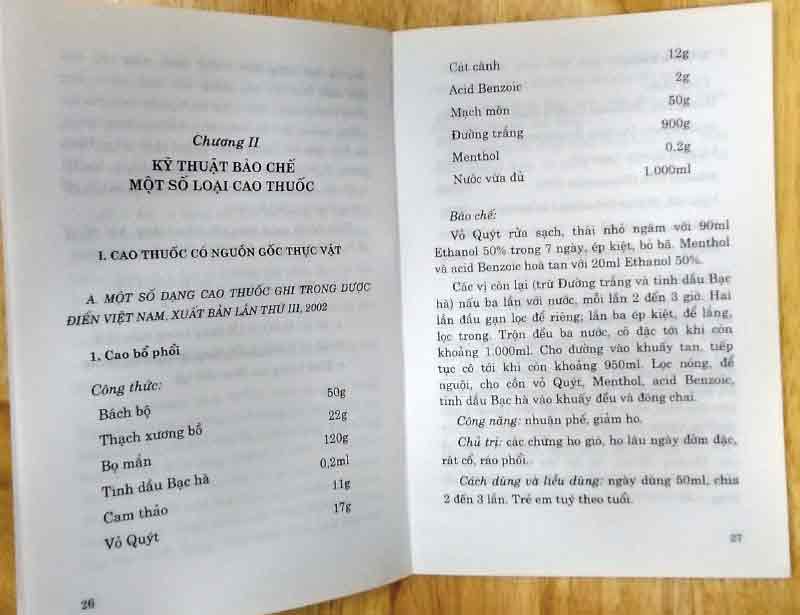 Chương II
KỸ THUẬT BÀO CHẾ
MỘT SỐ LOẠI CAO THUỐC
I. CAO THUỐC CÓ NGUỒN GỐC THỰC VẬT
A. MỘT SỐ DẠNG CAO THUỐC GHI TRONG DƯỢC
ĐIỂN VIỆT NAM, XUẤT BẢN LẦN THỨ III, 2002
1. Cao bổ phổi
Công thức:
Bách bộ 50g
Thạch xương bồ 22g
Bọ mẩn 120g
Tinh dầu Bạc hà 0,2ml
Cam thảo 11g
Vỏ Quýt 17g
26
Cát cánh 12g
Acid Benzoic 2g
Mạch môn 50g
Đường trắng 900g
Menthol 0,2g
Nước vừa đủ 1.000ml
Bào chế:
Vỏ Quýt rửa sạch, thái nhỏ ngâm với 90ml
Ethanol 50% trong 7 ngày, ép kiệt, bỏ bã. Menthol
và acid Benzoic hoà tan với 20ml Ethanol 50%.
Các vị còn lại (trừ Đường trắng và tinh dầu Bạc
hà) nấu ba lần với nước, mỗi lần 2 đến 3 giờ. Hai
lần đầu gạn lọc để riêng; lần ba ép kiệt, để lắng,
lọc trong. Trộn đều ba nước, cô đặc tới khi còn
khoảng 1.000ml. Cho đường vào khuấy tan, tiếp
tục cô tới khi còn khoảng 950ml. Lọc nóng, để
nguội, cho cồn vỏ Quýt, Menthol, acid Benzoic,
tinh dầu Bạc hà vào khuấy đều và đóng chai.
Công năng: nhuận phế, giảm ho.
Chủ trị: các chứng ho gió, ho lâu ngày đờm đặc,
rát cổ, ráo phổi.
Cách dùng và liều dùng: ngày dùng 50ml, chia
2 đến 3 lần. Trẻ em tuỳ theo tuổi.
27